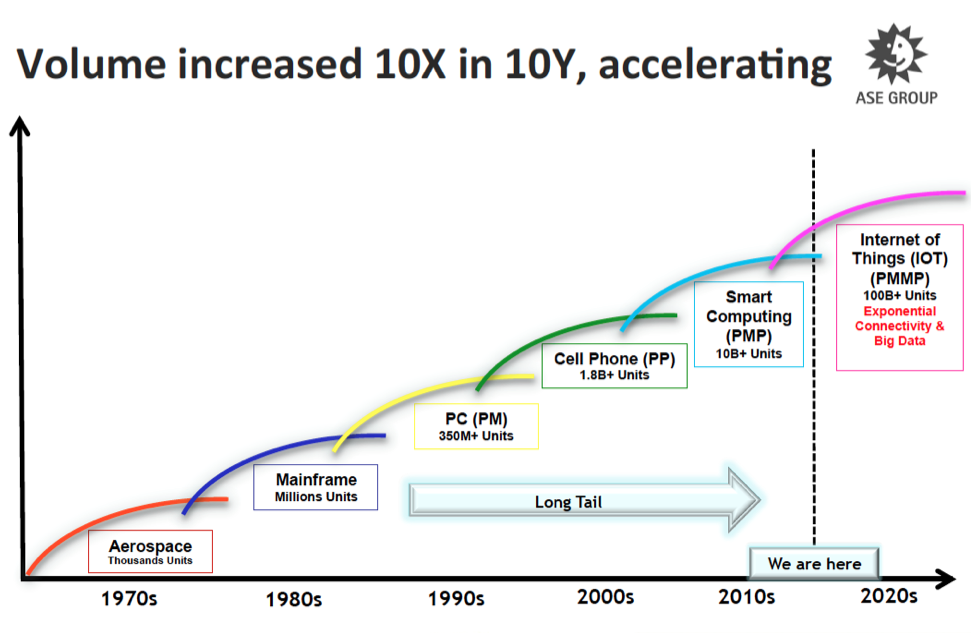 Volume increased 10X in 10Y, accelerating
ASE GROUP
Internet of
Things (IOT)
(PMMP)
100B+ Units
Exponential
Connectivity &
Big Data
Smart
Computing
(PMP)
10B+ Units
Cell Phone (PP)
1.8B+ Units
PC (PM)
350M+ Units
Mainframe
Millions Units
Long Tail
Aerospace
Thousands Units
We are here
1970s
1980s
1990s
2000s
2010s
2020s